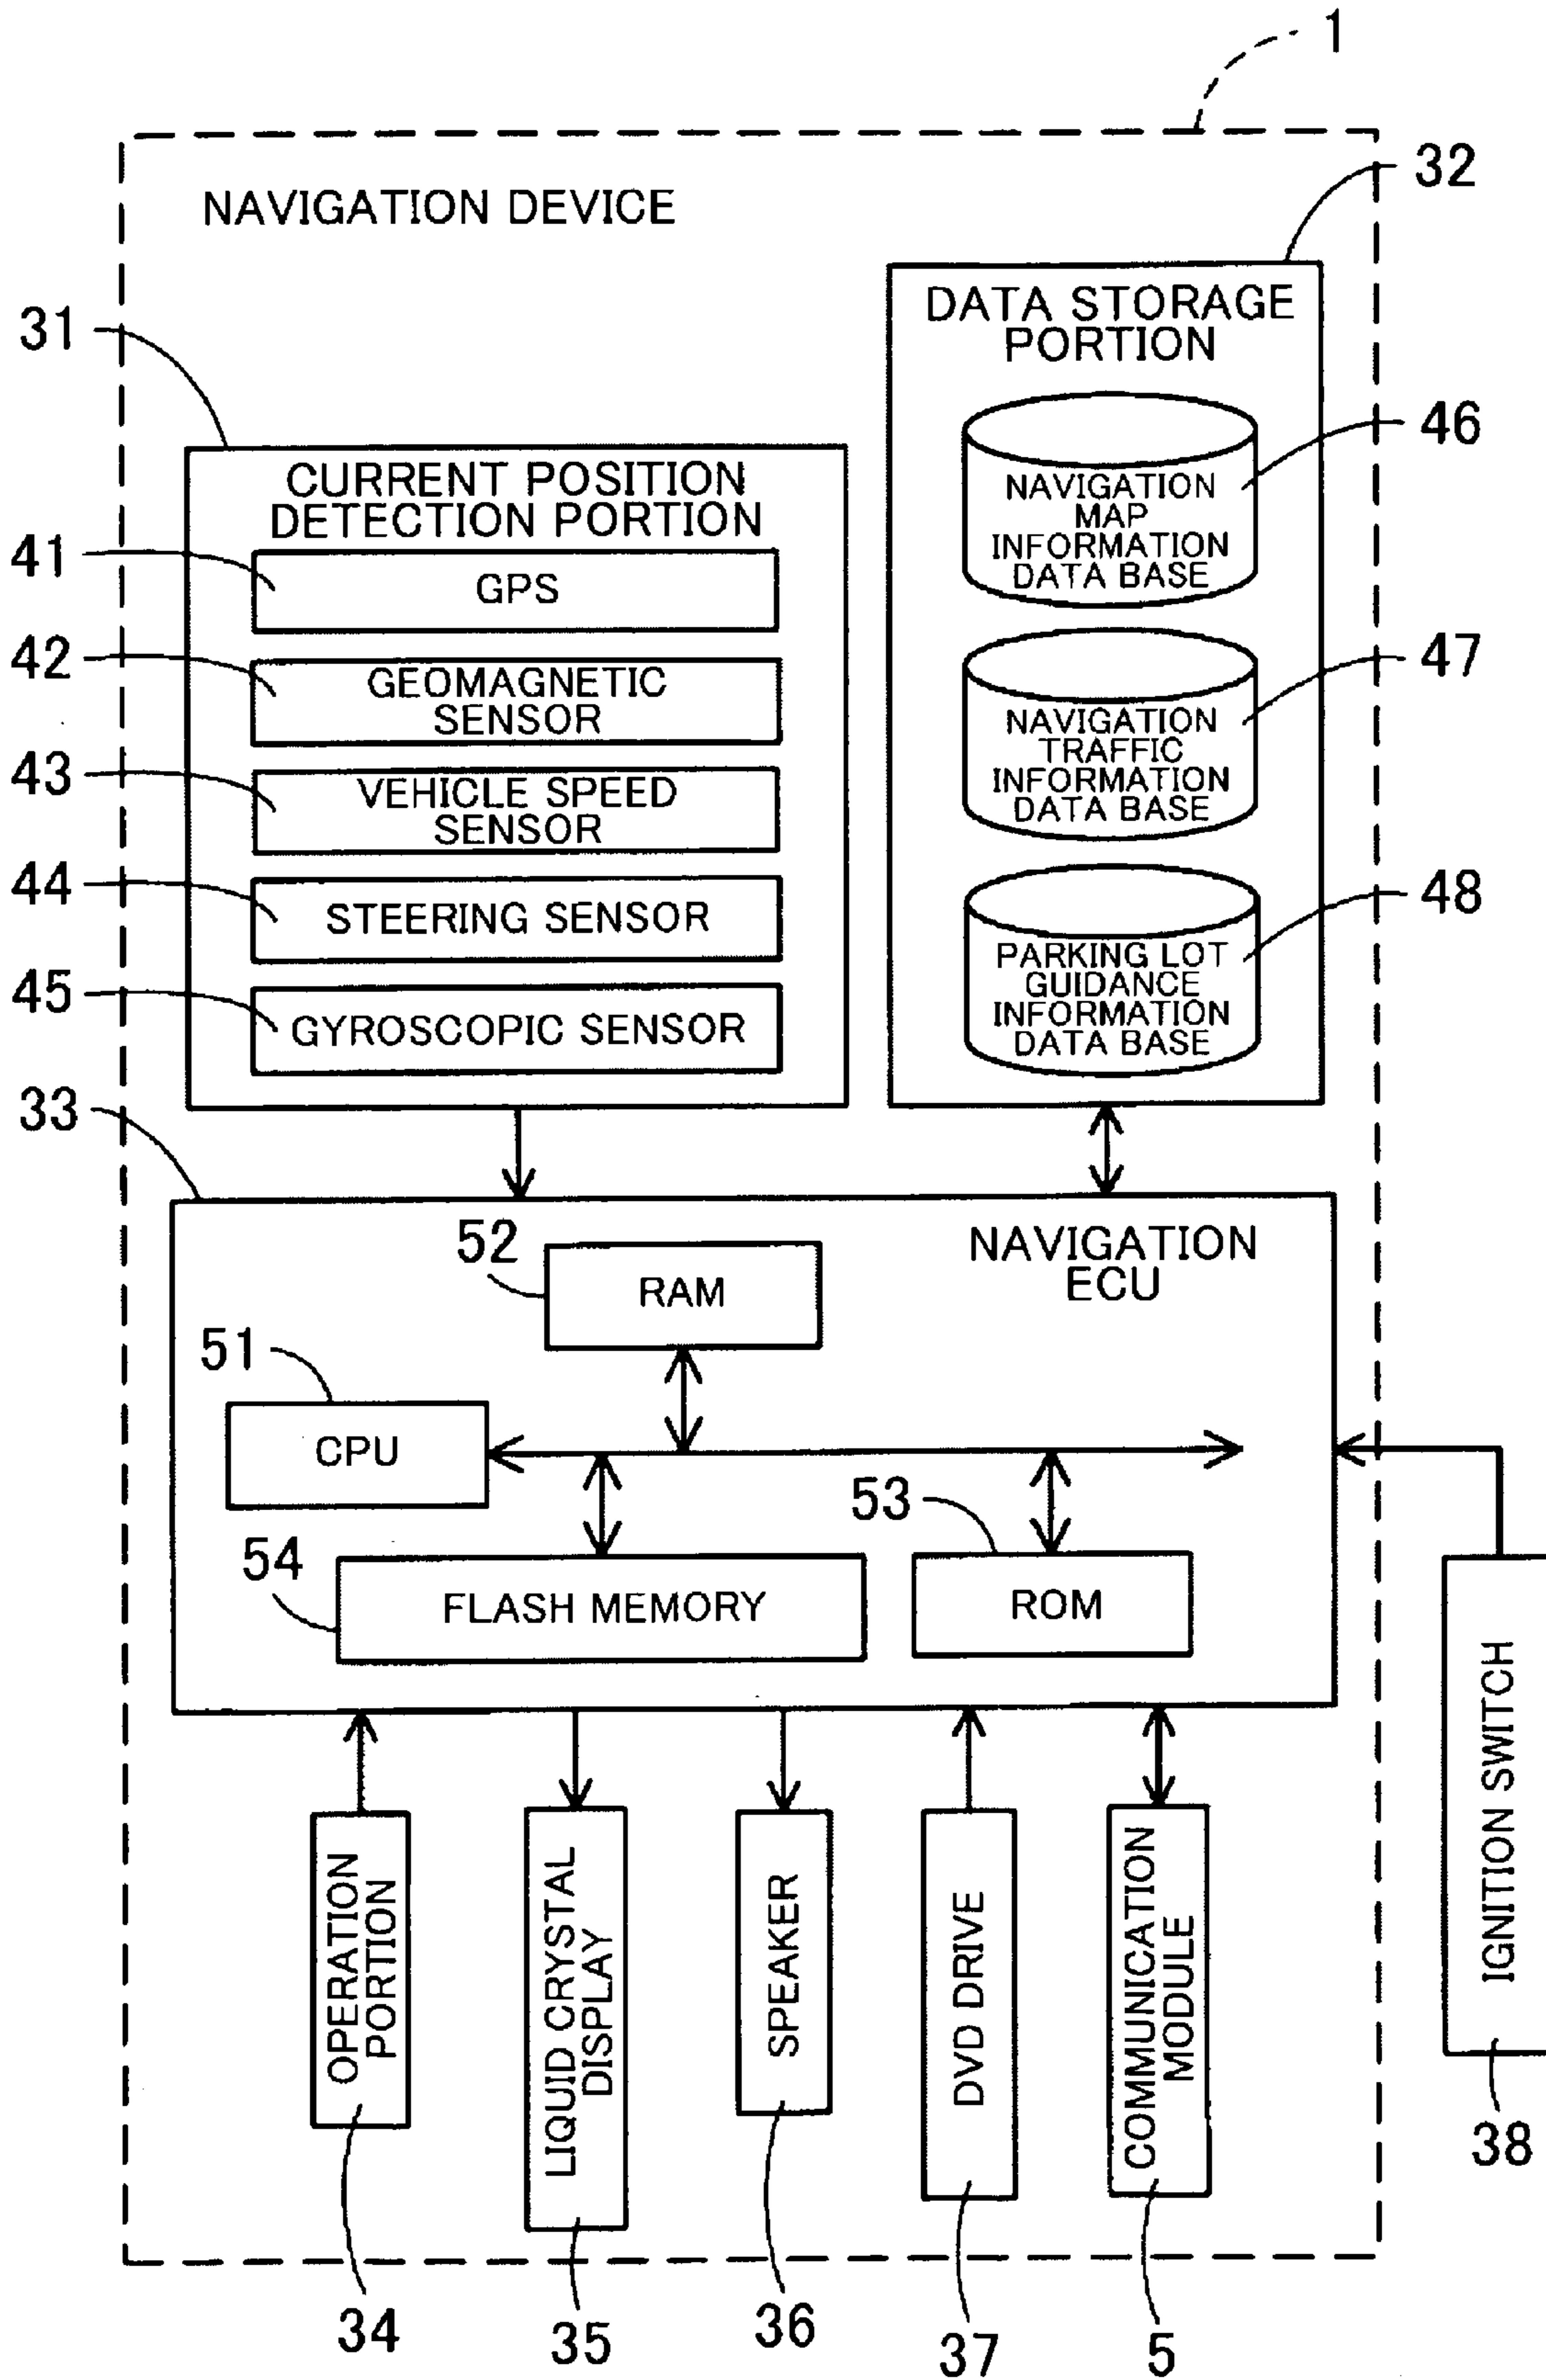 1
NAVIGATION DEVICE
32
DATA STORAGE
PORTION
31
46
NAVIGATION
MAP
INFORMATION
DATA BASE
CURRENT POSITION
DETECTION PORTION
41
GPS
42
GEOMAGNETIC
SENSOR
47
NAVIGATION
TRAFFIC
INFORMATION
DATA BASE
43
VEHICLE SPEED
SENSOR
44
STEERING SENSOR
48
PARKING LOT
GUIDANCE
INFORMATION
DATA BASE
45
GYROSCOPIC SENSOR
33
NAVIGATION
ECU
52
RAM
51
CPU
53
54
FLASH MEMORY
ROM
OPERATION
PORTION
LIQUID CRYSTAL
DISPLAY
SPEAKER
DVD DRIVE
COMMUNICATION
MODULE
IGNITION SWITCH
38
34
35
36
37
5